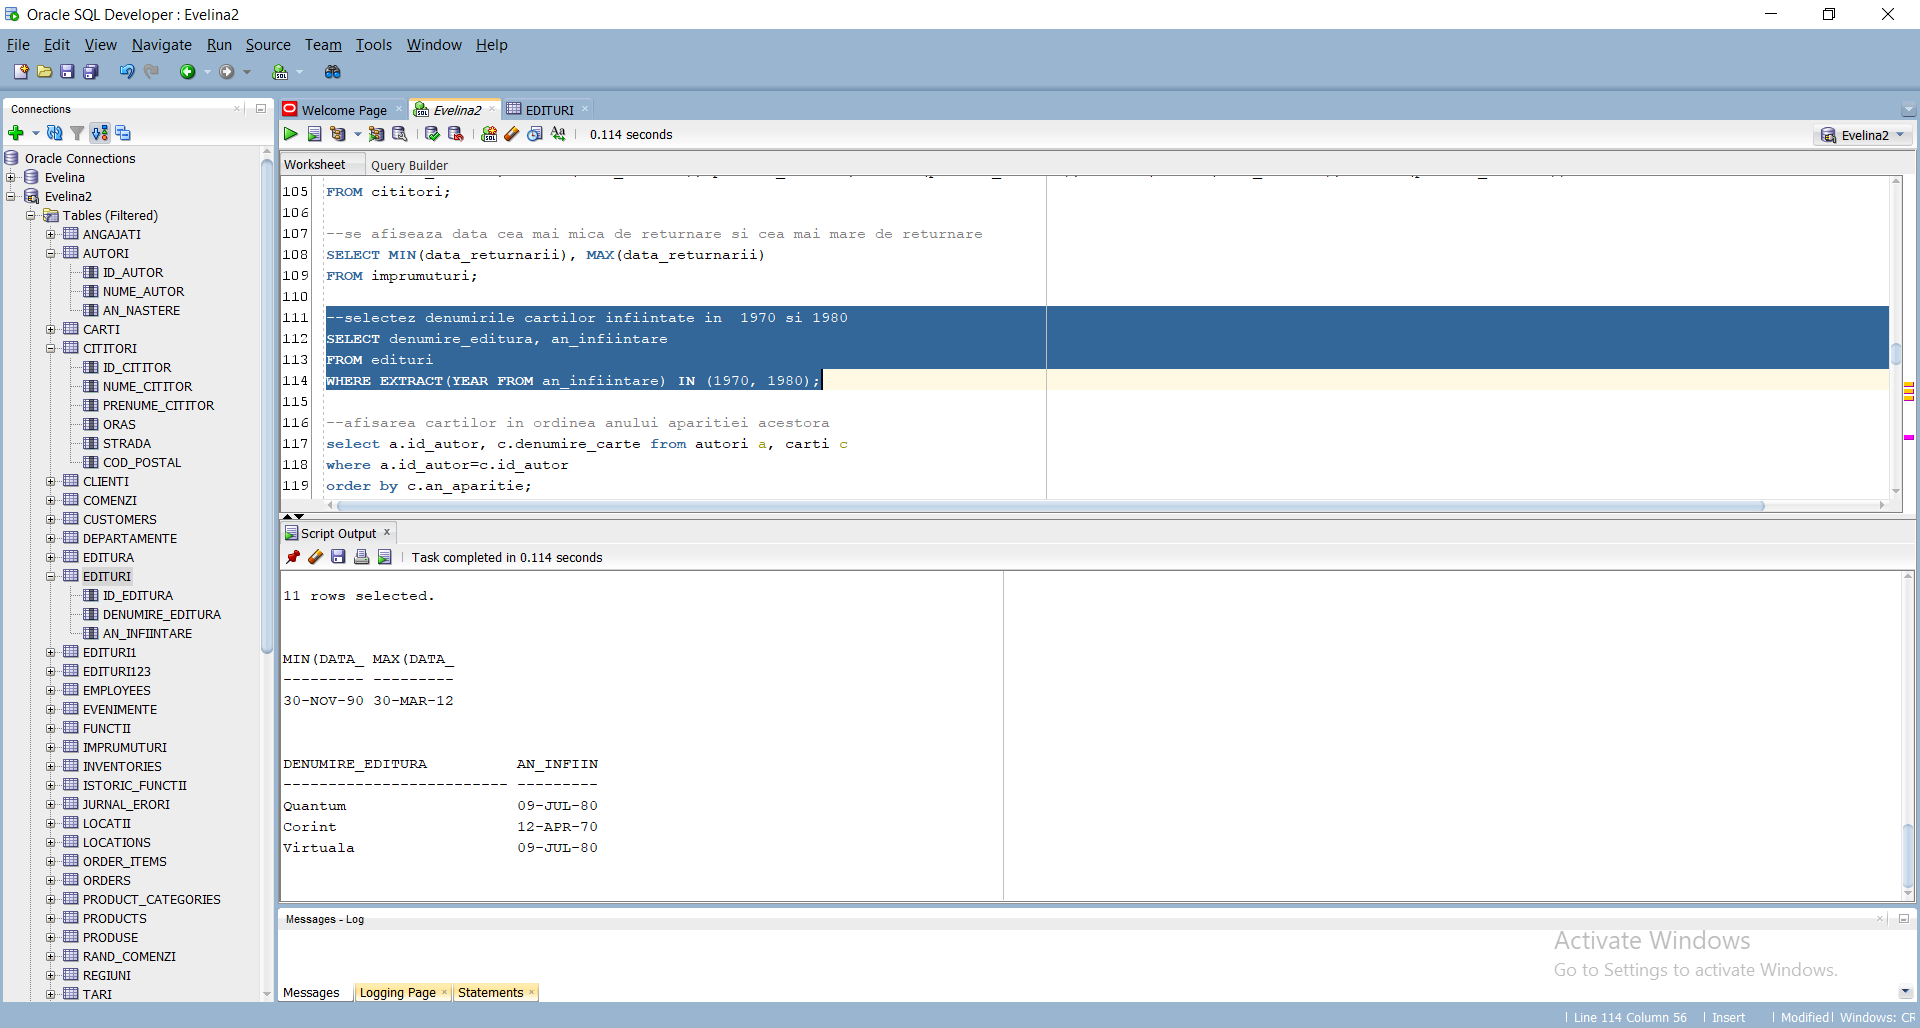 Oracle SQL Developer : Evelina2
File Edit View Navigate Run Source Team Tools Window Help
Connections
Oracle Connections
Evelina
Evelina2
Tables (Filtered)
ANGAJATI
AUTORI
ID_AUTOR
NUME_AUTOR
AN_NASTERE
CARTI
CITITORI
ID_CITITOR
NUME_CITITOR
PRENUME_CITITOR
ORAS
STRADA
COD_POSTAL
CLIENTI
COMENZI
CUSTOMERS
DEPARTAMENTE
EDITURA
EDITURI
ID_EDITURA
DENUMIRE_EDITURA
AN_INFIINTARE
EDITURI1
EDITURI123
EMPLOYEES
EVENIMENTE
FUNCTII
IMPRUMUTURI
INVENTORIES
ISTORIC_FUNCTII
JURNAL_ERORI
LOCATII
LOCATIONS
ORDER_ITEMS
ORDERS
PRODUCT_CATEGORIES
PRODUCTS
PRODUSE
RAND_COMENZI
REGIUNI
TARI
Welcome Page Evelina2 EDITURI
0.114 seconds
Evelina2
Worksheet Query Builder
105 FROM cititori;
106
107 --se afiseaza data cea mai mica de returnare si cea mai mare de returnare
108 SELECT MIN(data_returnarii), MAX(data_returnarii)
109 FROM imprumuturi;
110
111 --selectez denumirile cartilor infiintate in  1970 si 1980
112 SELECT denumire_editura, an_infiintare
113 FROM edituri
114 WHERE EXTRACT(YEAR FROM an_infiintare) IN (1970, 1980);
115
116 --afisarea cartilor in ordinea anului aparitiei acestora
117 select a.id_autor, c.denumire_carte from autori a, carti c
118 where a.id_autor=c.id_autor
119 order by c.an_aparitie;
Script Output
Task completed in 0.114 seconds
11 rows selected.
MIN(DATA_ MAX(DATA_
--------- ---------
30-NOV-90 30-MAR-12
DENUMIRE_EDITURA          AN_INFIIN
------------------------- ---------
Quantum                   09-JUL-80
Corint                    12-APR-70
Virtuala                  09-JUL-80
Messages - Log
Activate Windows
Go to Settings to activate Windows.
Messages Logging Page Statements
Line 114 Column 56 Insert Modified Windows: CR